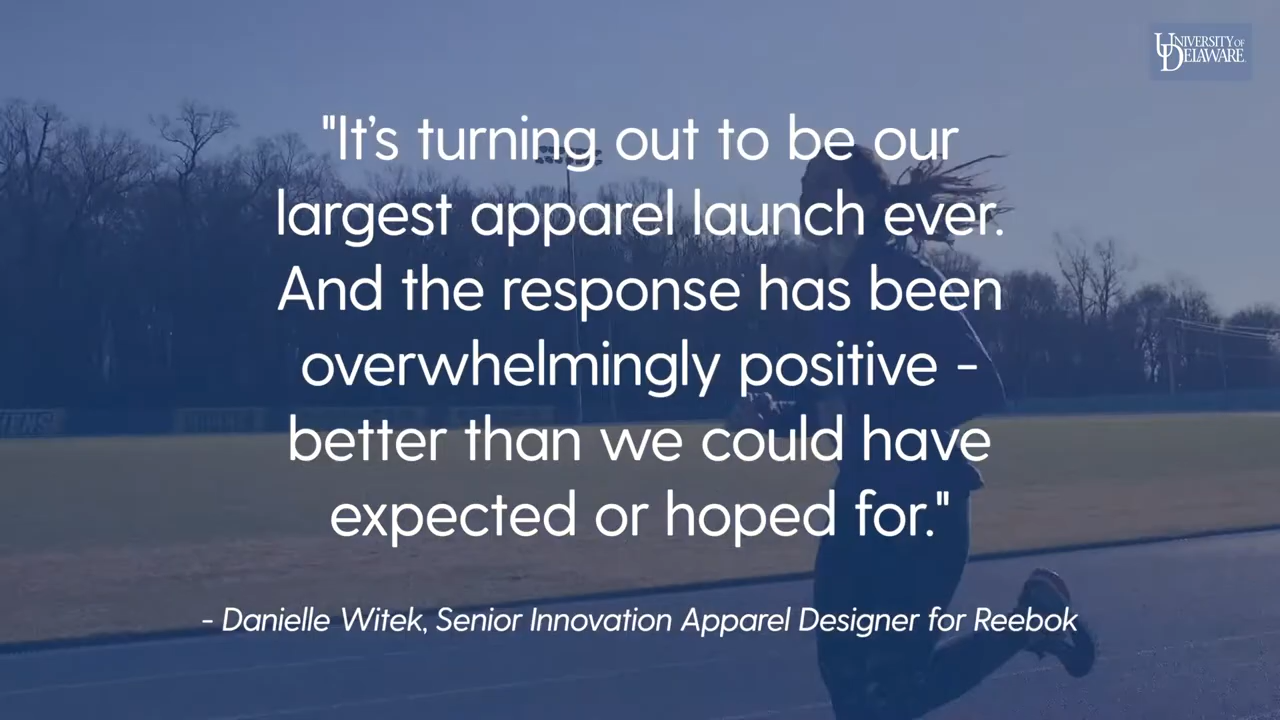 UNIVERSITY OF
DELAWARE
"It's turning out to be our
largest apparel launch ever.
And the response has been
overwhelmingly positive -
better than we could have
expected or hoped for."
- Danielle Witek, Senior Innovation Apparel Designer for Reebok